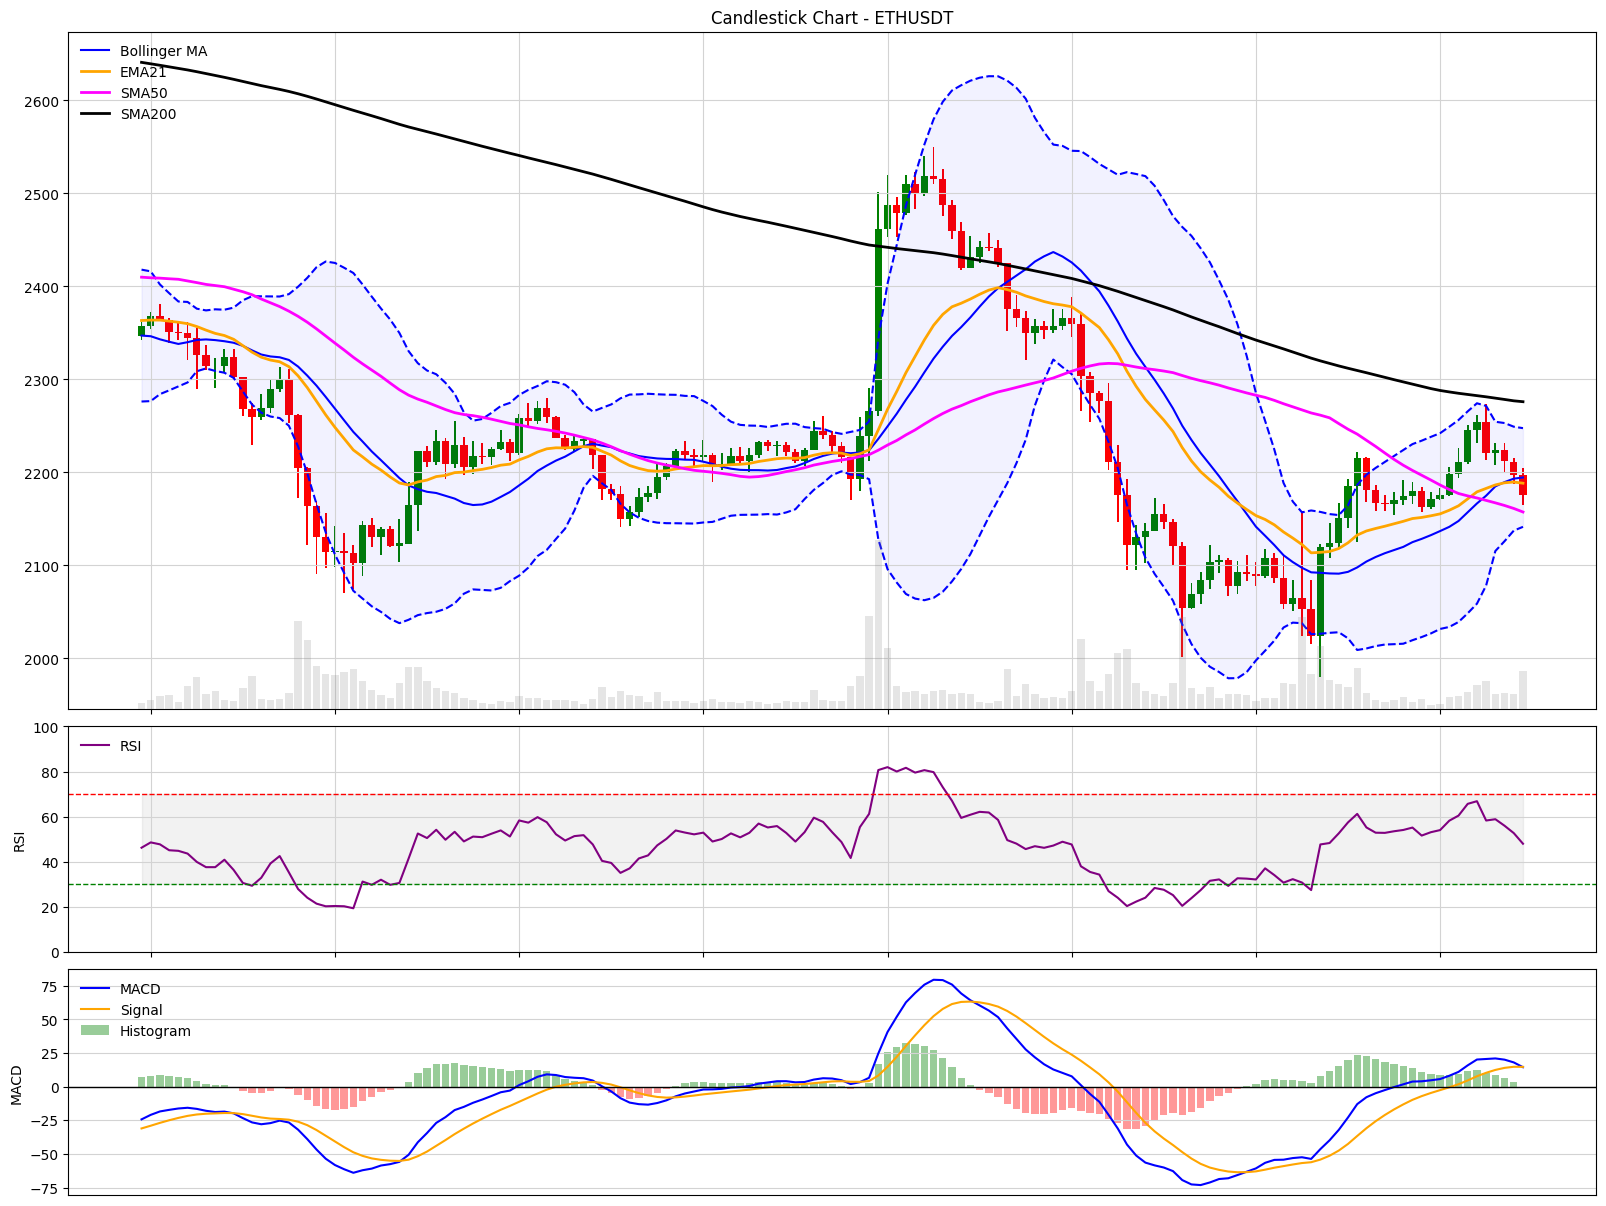 Candlestick Chart - ETHUSDT
Bollinger MA
EMA21
SMA50
SMA200
2600
2500
2400
2300
2200
2100
2000
100
80
60
40
20
0
RSI
RSI
75
50
25
0
−25
−50
−75
MACD
MACD
Signal
Histogram